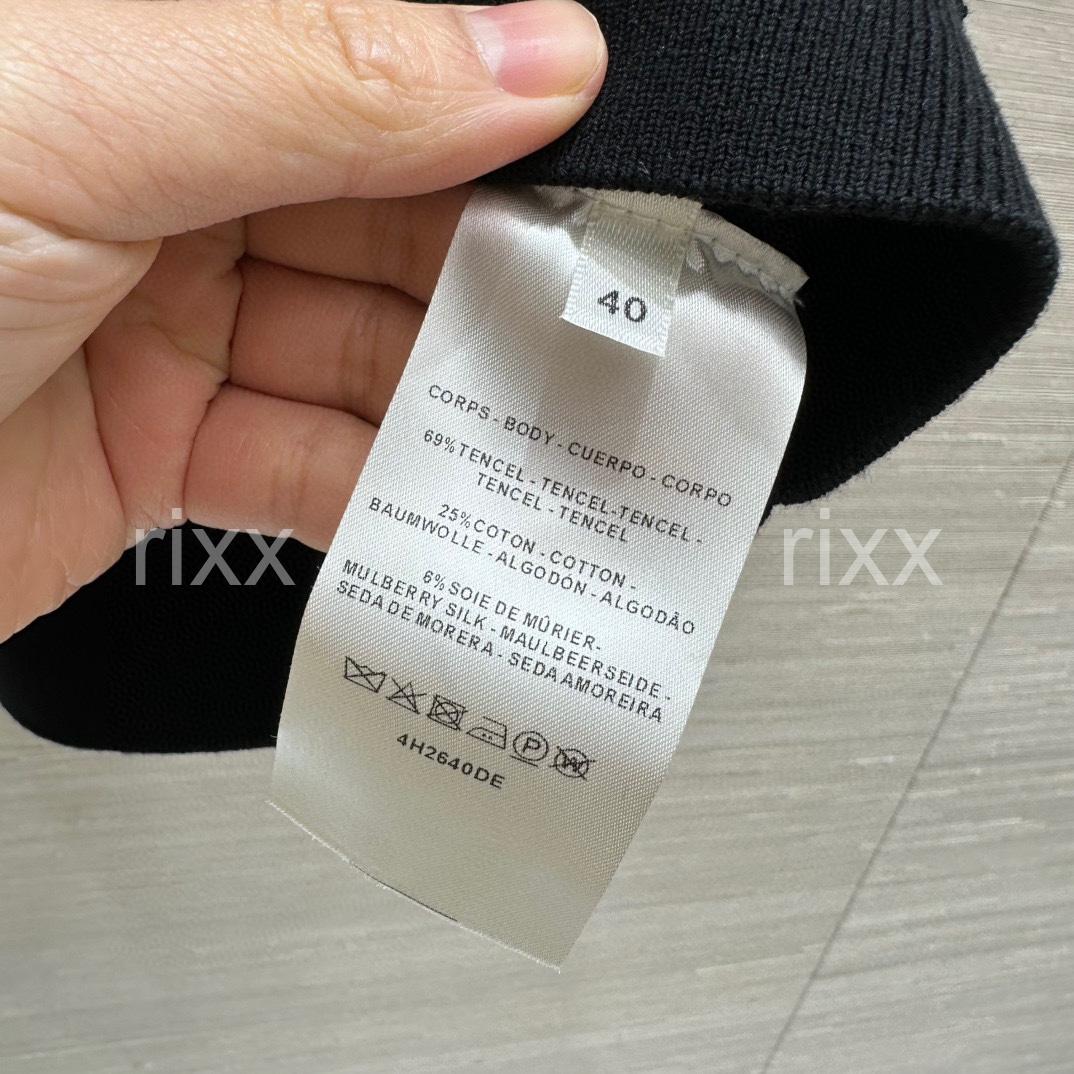 40
CORPS - BODY - CUERPO - CORPO
69% TENCEL - TENCEL-TENCEL -
TENCEL - TENCEL
25% COTON - COTTON -
BAUMWOLLE - ALGODÓN - ALGODÃO
6% SOIE DE MÛRIER-
MULBERRY SILK - MAULBEERSEIDE -
SEDA DE MORERA - SEDA AMOREIRA
P W
4H2640DE
rixx rixx